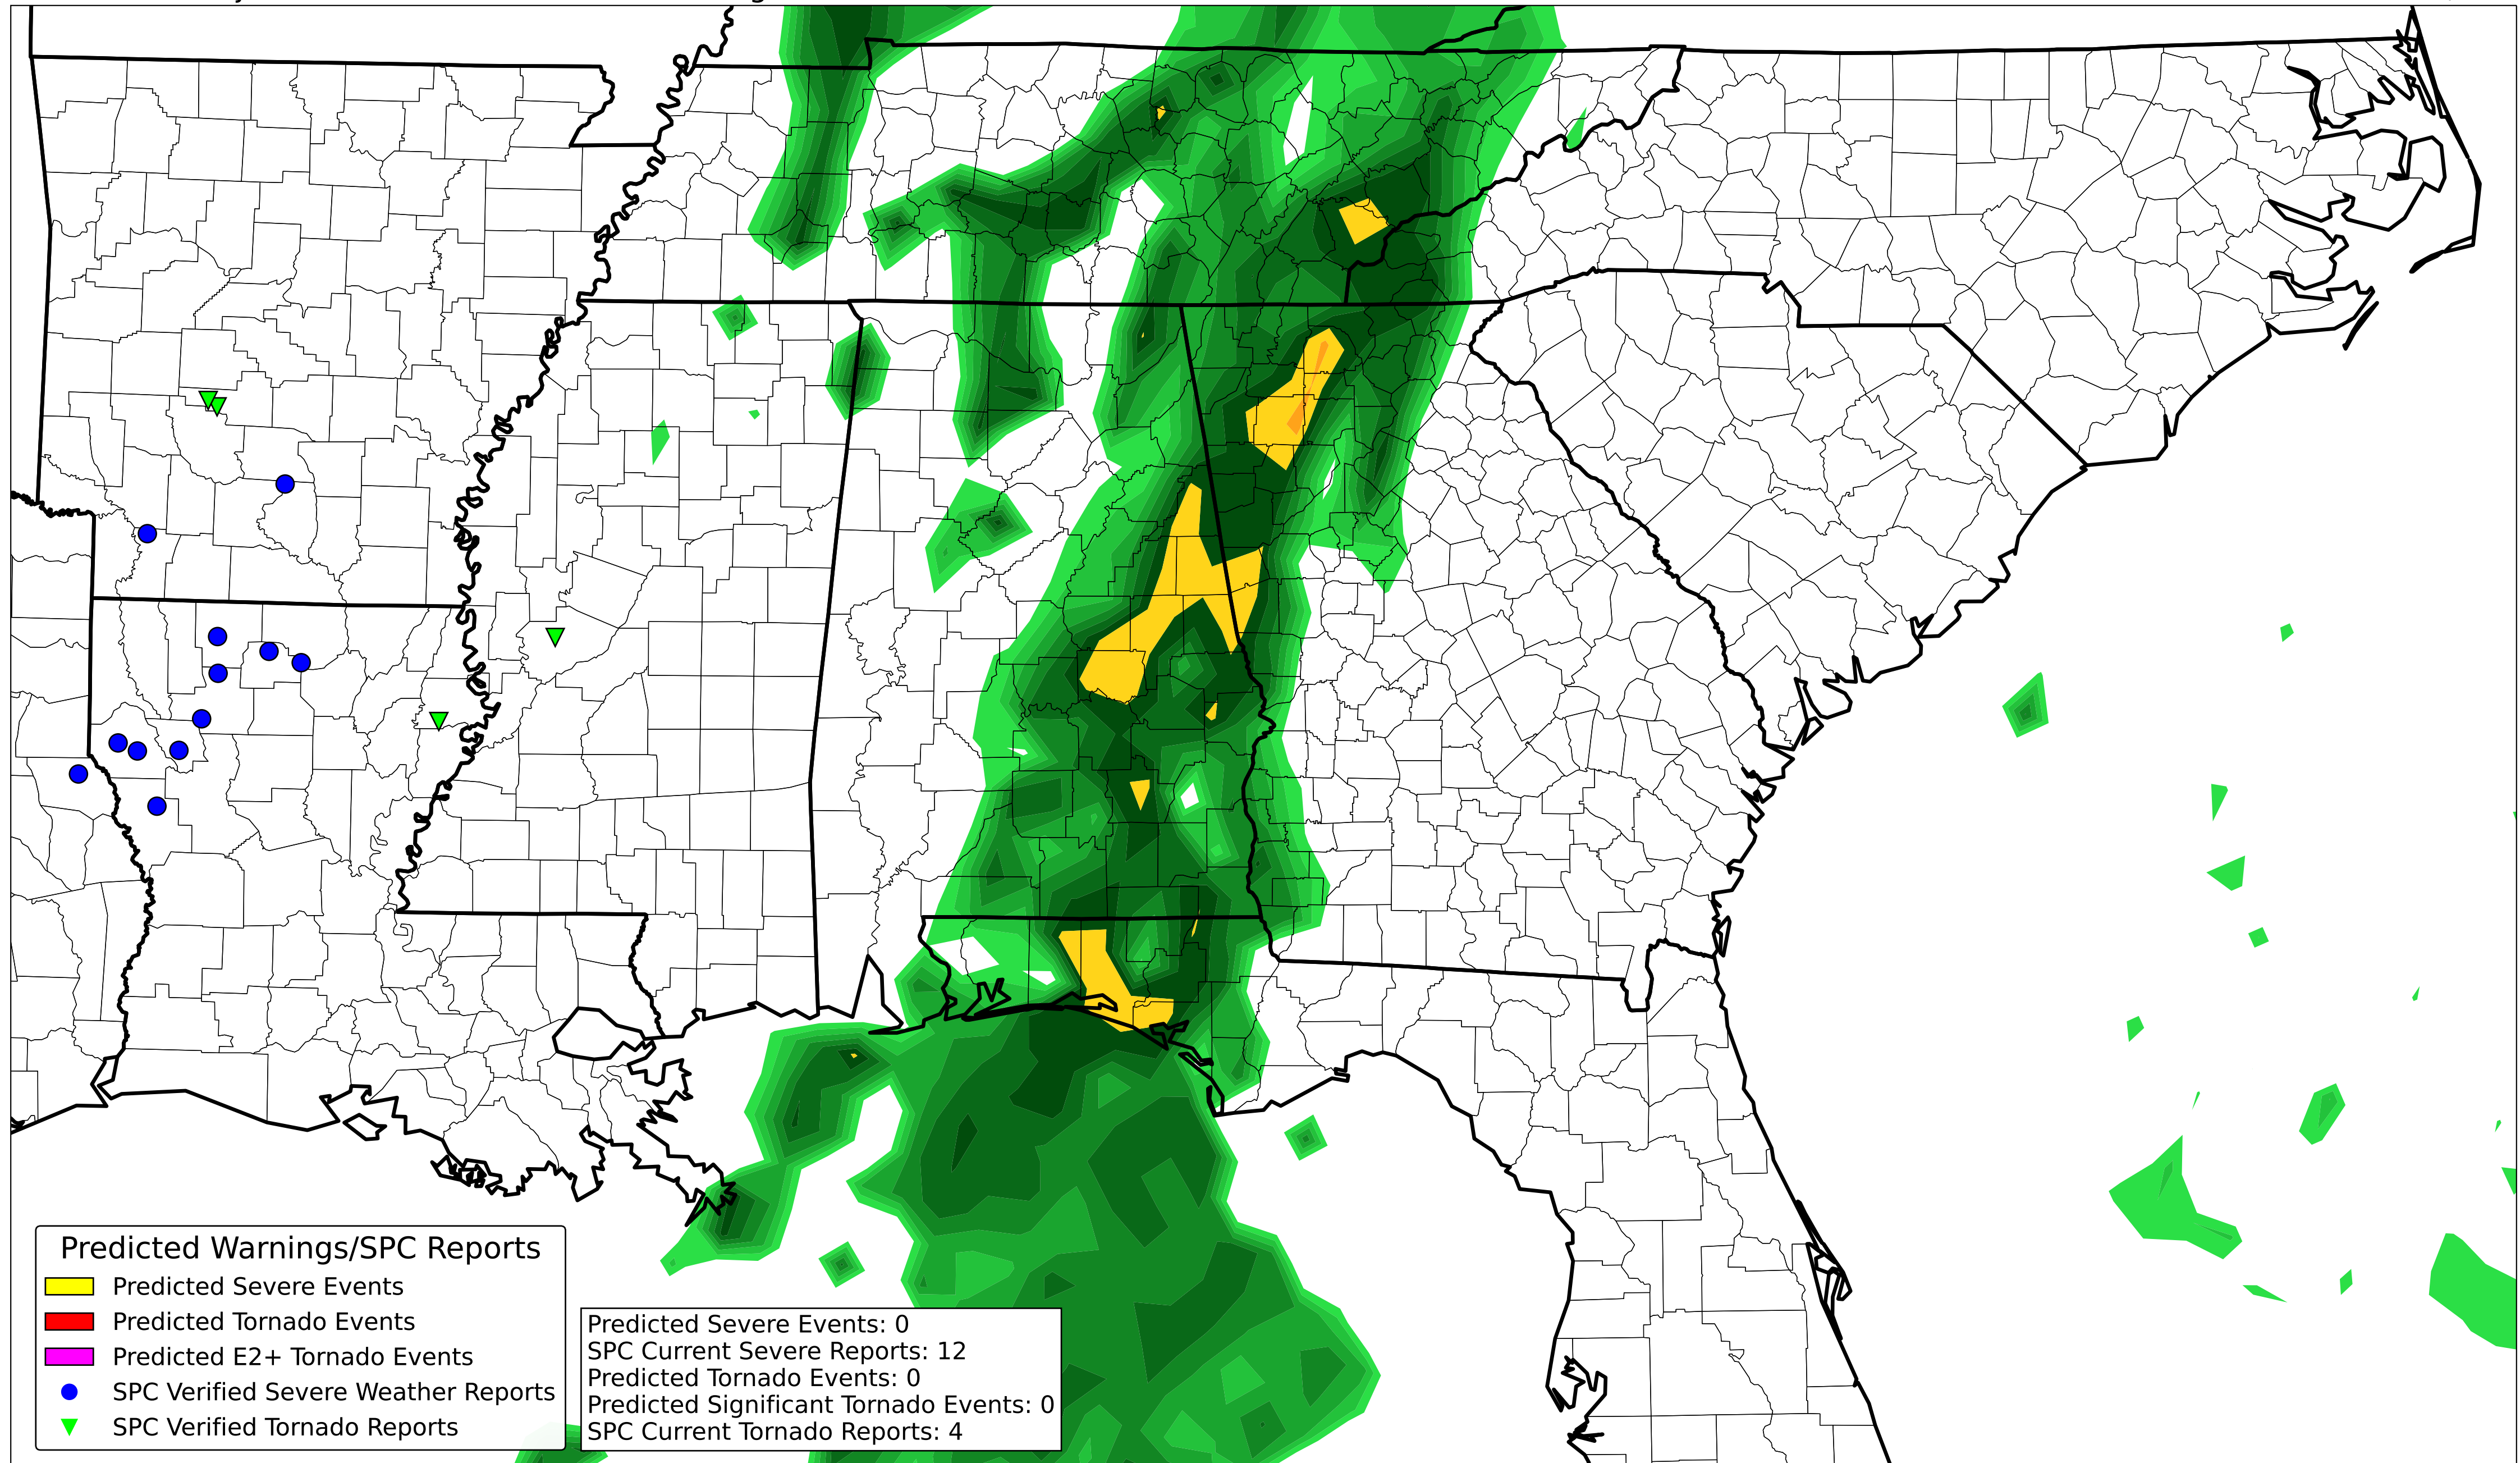 Predicted Warnings/SPC Reports
Predicted Severe Events
Predicted Tornado Events
Predicted E2+ Tornado Events
SPC Verified Severe Weather Reports
SPC Verified Tornado Reports
Predicted Severe Events: 0
SPC Current Severe Reports: 12
Predicted Tornado Events: 0
Predicted Significant Tornado Events: 0
SPC Current Tornado Reports: 4